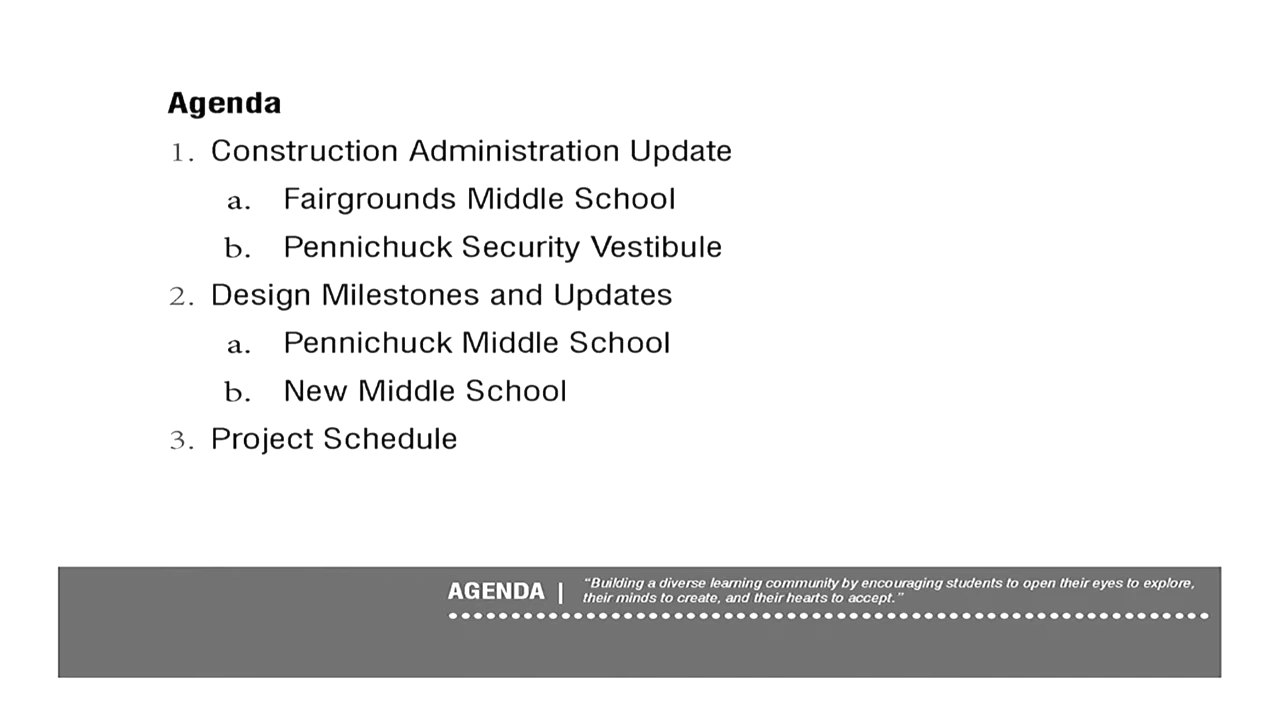 Agenda
1. Construction Administration Update
a. Fairgrounds Middle School
b. Pennichuck Security Vestibule
2. Design Milestones and Updates
a. Pennichuck Middle School
b. New Middle School
3. Project Schedule
AGENDA | "Building a diverse learning community by encouraging students to open their eyes to explore,
their minds to create, and their hearts to accept."